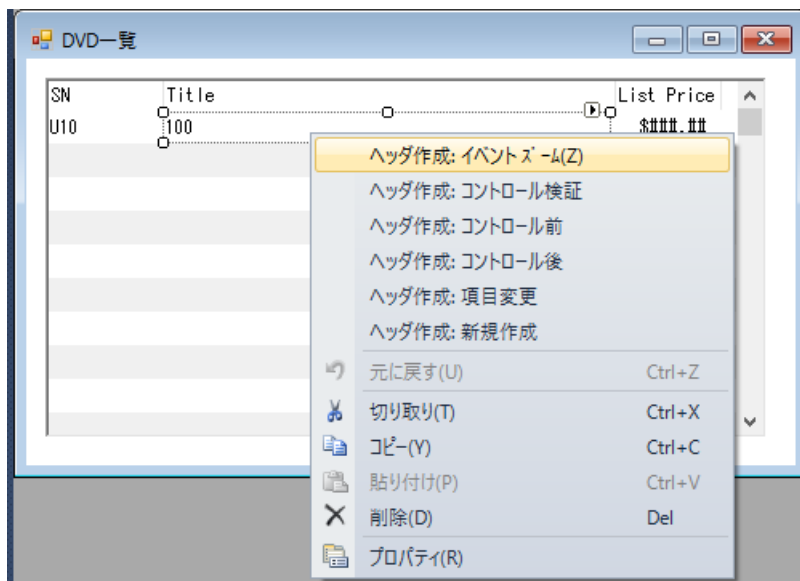 DVD一覧
SN Title List Price
U10 100 $###.##
ヘッダ作成: イベント ズーム(Z)
ヘッダ作成: コントロール検証
ヘッダ作成: コントロール前
ヘッダ作成: コントロール後
ヘッダ作成: 項目変更
ヘッダ作成: 新規作成
元に戻す(U) Ctrl+Z
切り取り(T) Ctrl+X
コピー(Y) Ctrl+C
貼り付け(P) Ctrl+V
削除(D) Del
プロパティ(R)